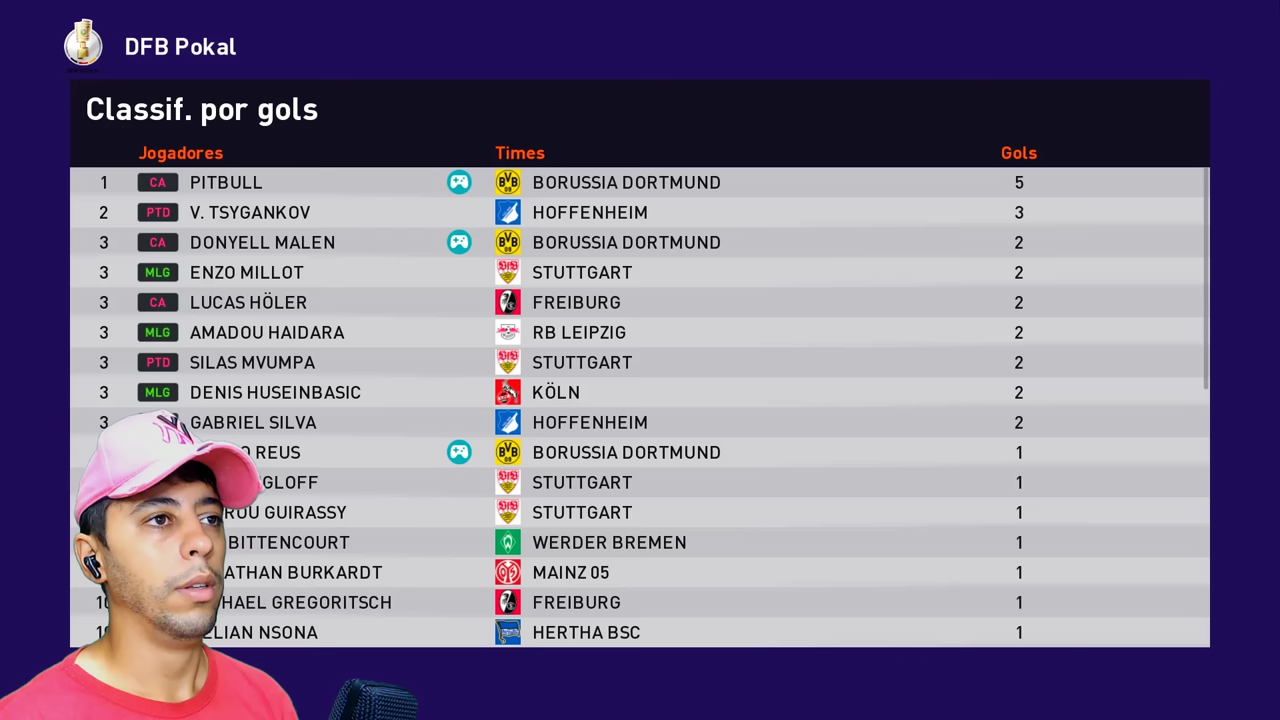 DFB Pokal
Classif. por gols
Jogadores Times Gols
1 CA PITBULL BORUSSIA DORTMUND 5
2 PTD V. TSYGANKOV HOFFENHEIM 3
3 CA DONYELL MALEN BORUSSIA DORTMUND 2
3 MLG ENZO MILLOT STUTTGART 2
3 CA LUCAS HÖLER FREIBURG 2
3 MLG AMADOU HAIDARA RB LEIPZIG 2
3 PTD SILAS MVUMPA STUTTGART 2
3 MLG DENIS HUSEINBASIC KÖLN 2
3 GABRIEL SILVA HOFFENHEIM 2
REUS BORUSSIA DORTMUND 1
STUTTGART 1
GUIRASSY STUTTGART 1
BITTENCOURT WERDER BREMEN 1
BURKARDT MAINZ 05 1
GREGORITSCH FREIBURG 1
NSONA HERTHA BSC 1